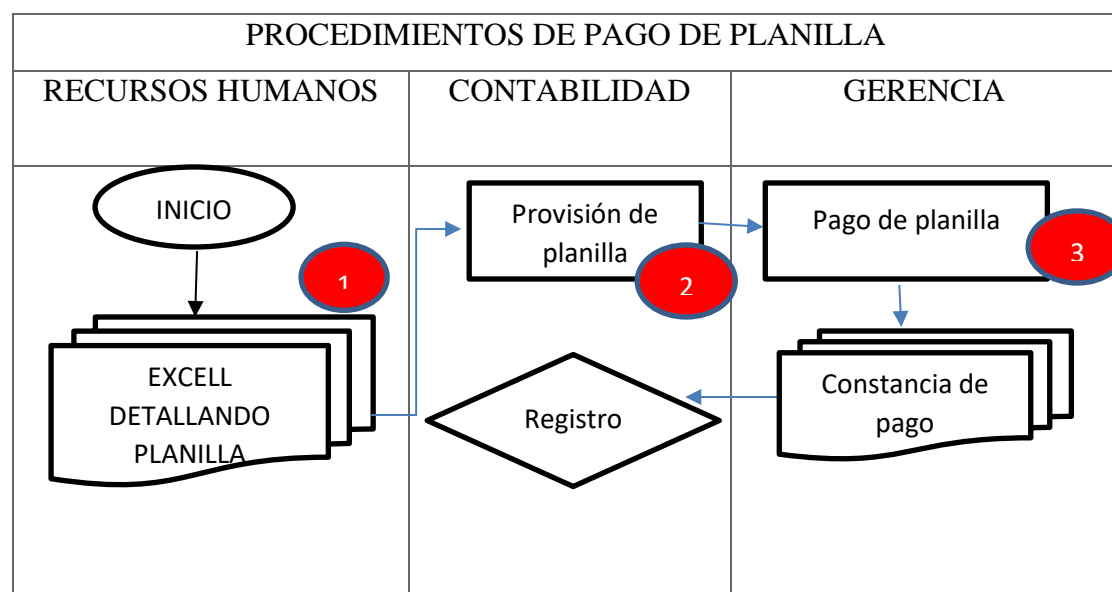 PROCEDIMIENTOS DE PAGO DE PLANILLA
RECURSOS HUMANOS
CONTABILIDAD
GERENCIA
INICIO
1
EXCELL
DETALLANDO
PLANILLA
Provisión de
planilla
2
Pago de planilla
3
Constancia de
pago
Registro